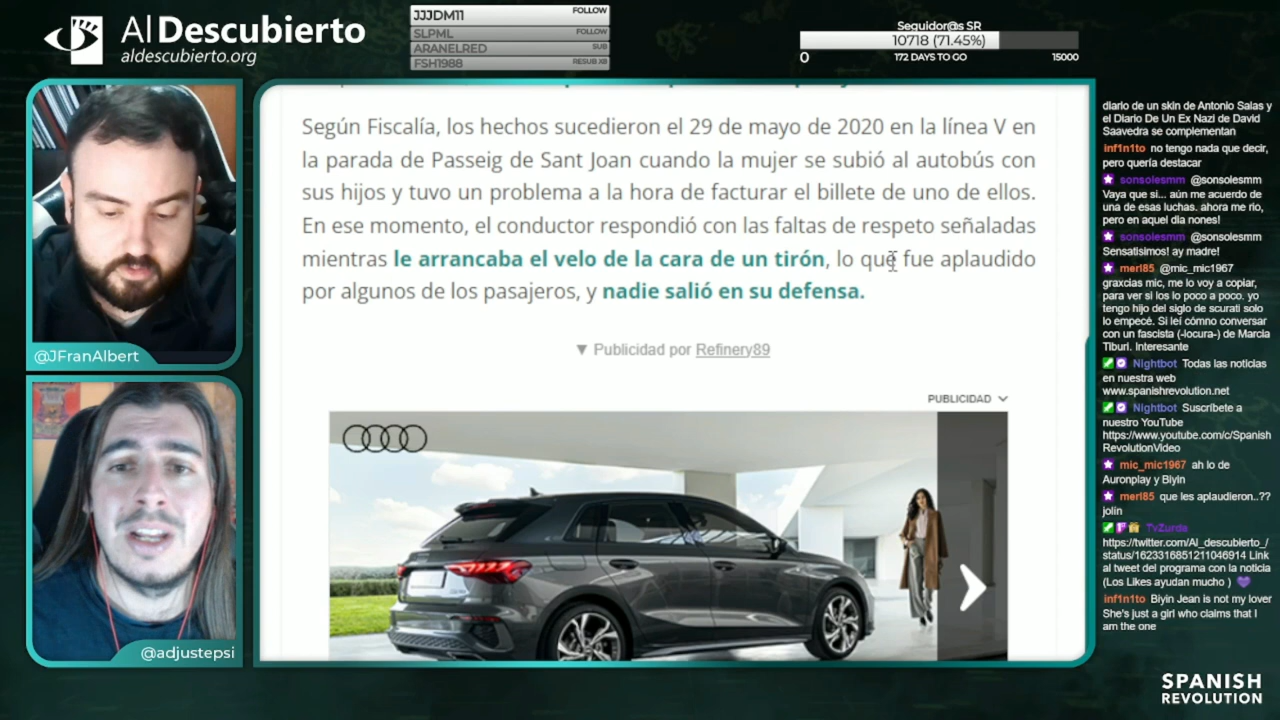 Al Descubierto
aldescubierto.org
JJJDM11 FOLLOW
SLPML FOLLOW
ARANELRED SUB
FSH1988 RESUB X8
Seguidor@s SR
10718 (71.45%)
0 172 DAYS TO GO 15000
@JFranAlbert
@adjustepsi
Según Fiscalía, los hechos sucedieron el 29 de mayo de 2020 en la línea V en
la parada de Passeig de Sant Joan cuando la mujer se subió al autobús con
sus hijos y tuvo un problema a la hora de facturar el billete de uno de ellos.
En ese momento, el conductor respondió con las faltas de respeto señaladas
mientras le arrancaba el velo de la cara de un tirón, lo que fue aplaudido
por algunos de los pasajeros, y nadie salió en su defensa.
▼ Publicidad por Refinery89
PUBLICIDAD
diario de un skin de Antonio Salas y
el Diario De Un Ex Nazi de David
Saavedra se complementan
inf1n1to no tengo nada que decir,
pero quería destacar
sonsolesmm @sonsolesmm
Vaya que si... aún me acuerdo de
una de esas luchas. ahora me rio,
pero en aquel dia nones!
sonsolesmm @sonsolesmm
Sensatisimos! ay madre!
merl85 @mic_mic1967
graxcias mic, me lo voy a copiar,
para ver si los lo poco a poco. yo
tengo hijo del siglo de scurati solo
lo empecé. Si leí cómno conversar
con un fascista (-locura-) de Marcia
Tiburi. Interesante
Nightbot Todas las noticias
en nuestra web
www.spanishrevolution.net
Nightbot Suscríbete a
nuestro YouTube
https://www.youtube.com/c/Spanish
RevolutionVideo
mic_mic1967 ah lo de
Auronplay y Biyin
merl85 que les aplaudieron..??
jolín
TvZurda
https://twitter.com/Al_descubierto_/
status/1623316851211046914 Link
al tweet del programa con la noticia
(Los Likes ayudan mucho )
inf1n1to Biyin Jean is not my lover
She's just a girl who claims that I
am the one
SPANISH
REVOLUTION